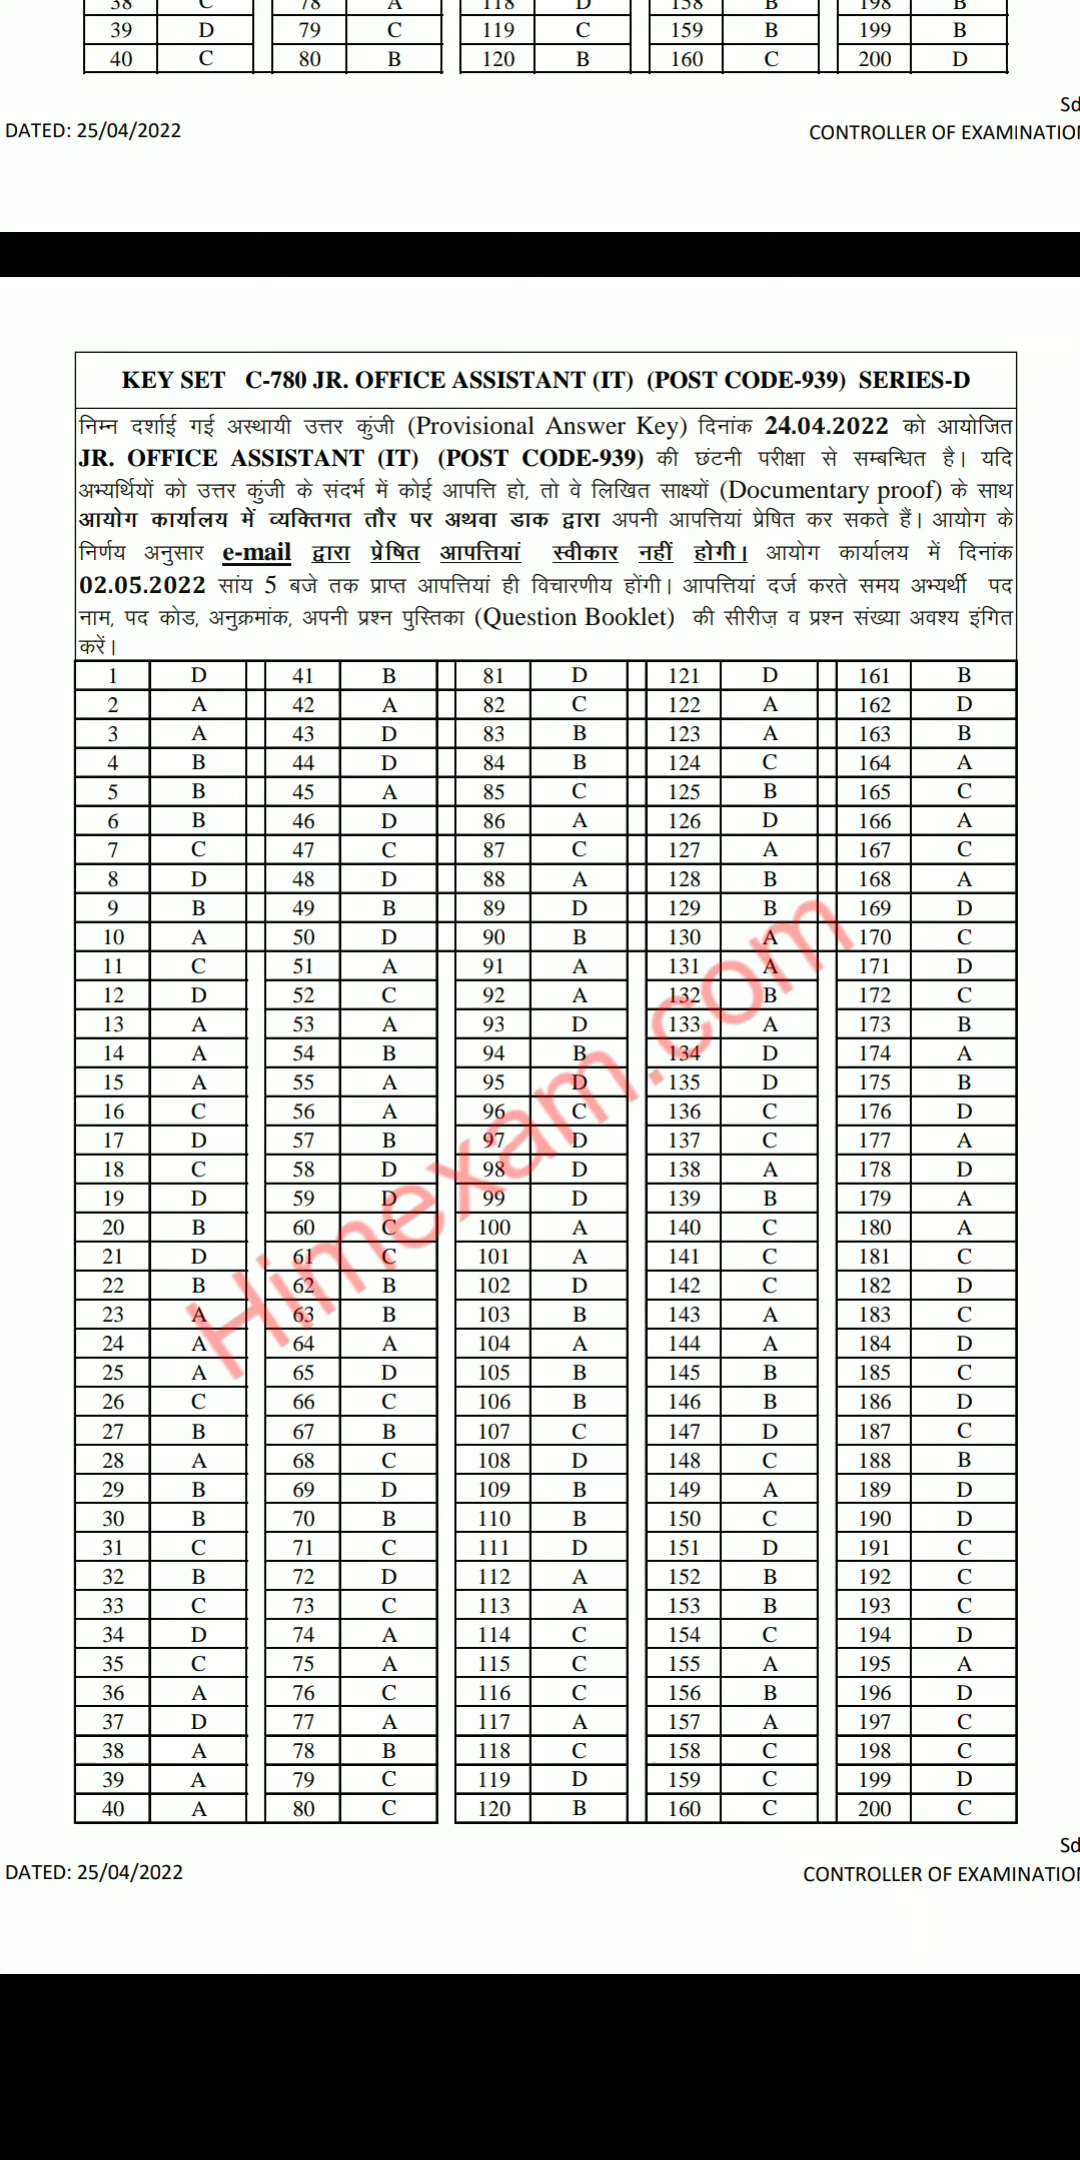 38 C 78 A 118 D 158 B 198 B
39 D 79 C 119 C 159 B 199 B
40 C 80 B 120 B 160 C 200 D
Sd
DATED: 25/04/2022 CONTROLLER OF EXAMINATION
KEY SET C-780 JR. OFFICE ASSISTANT (IT) (POST CODE-939) SERIES-D
निम्न दर्शाई गई अस्थायी उत्तर कुंजी (Provisional Answer Key) दिनांक 24.04.2022 को आयोजित
JR. OFFICE ASSISTANT (IT) (POST CODE-939) की छंटनी परीक्षा से सम्बन्धित है। यदि
अभ्यर्थियों को उत्तर कुंजी के संदर्भ में कोई आपत्ति हो, तो वे लिखित साक्ष्यों (Documentary proof) के साथ
आयोग कार्यालय में व्यक्तिगत तौर पर अथवा डाक द्वारा अपनी आपत्तियां प्रेषित कर सकते हैं। आयोग के
निर्णय अनुसार e-mail द्वारा प्रेषित आपत्तियां स्वीकार नहीं होगी। आयोग कार्यालय में दिनांक
02.05.2022 सांय 5 बजे तक प्राप्त आपत्तियां ही विचारणीय होंगी। आपत्तियां दर्ज करते समय अभ्यर्थी पद
नाम, पद कोड, अनुक्रमांक, अपनी प्रश्न पुस्तिका (Question Booklet) की सीरीज़ व प्रश्न संख्या अवश्य इंगित
करें।
1 D 41 B 81 D 121 D 161 B
2 A 42 A 82 C 122 A 162 D
3 A 43 D 83 B 123 A 163 B
4 B 44 D 84 B 124 C 164 A
5 B 45 A 85 C 125 B 165 C
6 B 46 D 86 A 126 D 166 A
7 C 47 C 87 C 127 A 167 C
8 D 48 D 88 A 128 B 168 A
9 B 49 B 89 D 129 B 169 D
10 A 50 D 90 B 130 A 170 C
11 C 51 A 91 A 131 A 171 D
12 D 52 C 92 A 132 B 172 C
13 A 53 A 93 D 133 A 173 B
14 A 54 B 94 B 134 D 174 A
15 A 55 A 95 D 135 D 175 B
16 C 56 A 96 C 136 C 176 D
17 D 57 B 97 D 137 C 177 A
18 C 58 D 98 D 138 A 178 D
19 D 59 D 99 D 139 B 179 A
20 B 60 C 100 A 140 C 180 A
21 D 61 C 101 A 141 C 181 C
22 B 62 B 102 D 142 C 182 D
23 A 63 B 103 B 143 A 183 C
24 A 64 A 104 A 144 A 184 D
25 A 65 D 105 B 145 B 185 C
26 C 66 C 106 B 146 B 186 D
27 B 67 B 107 C 147 D 187 C
28 A 68 C 108 D 148 C 188 B
29 B 69 D 109 B 149 A 189 D
30 B 70 B 110 B 150 C 190 D
31 C 71 C 111 D 151 D 191 C
32 B 72 D 112 A 152 B 192 C
33 C 73 C 113 A 153 B 193 C
34 D 74 A 114 C 154 C 194 D
35 C 75 A 115 C 155 A 195 A
36 A 76 C 116 C 156 B 196 D
37 D 77 A 117 A 157 A 197 C
38 A 78 B 118 C 158 C 198 C
39 A 79 C 119 D 159 C 199 D
40 A 80 C 120 B 160 C 200 C
Himexam.com
Sd
DATED: 25/04/2022 CONTROLLER OF EXAMINATION